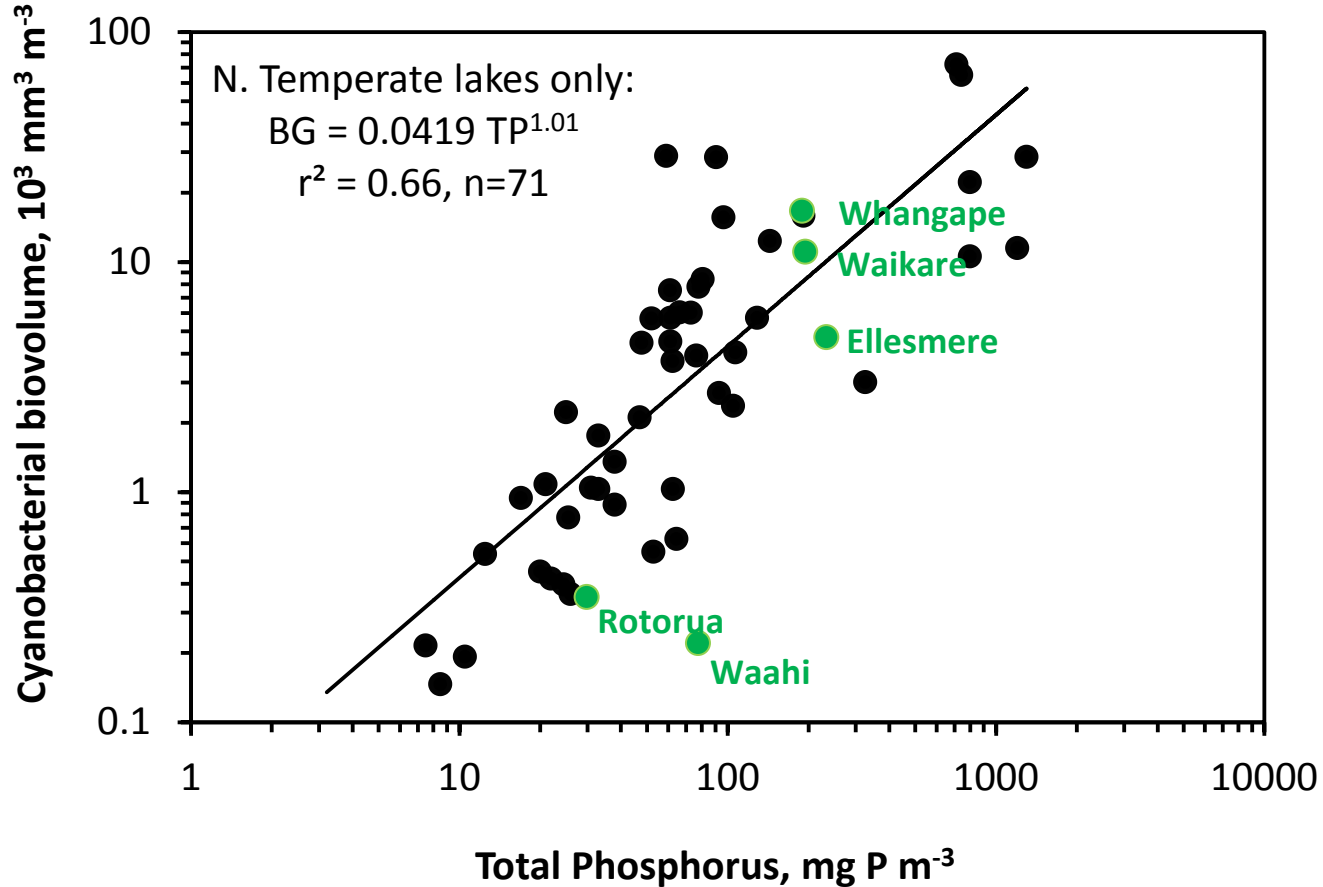 Cyanobacterial biovolume, 10³ mm³ m⁻³
100
10
1
0.1
N. Temperate lakes only:
BG = 0.0419 TP¹·⁰¹
r² = 0.66, n=71
Whangape
Waikare
Ellesmere
Rotorua
Waahi
1
10
100
1000
10000
Total Phosphorus, mg P m⁻³